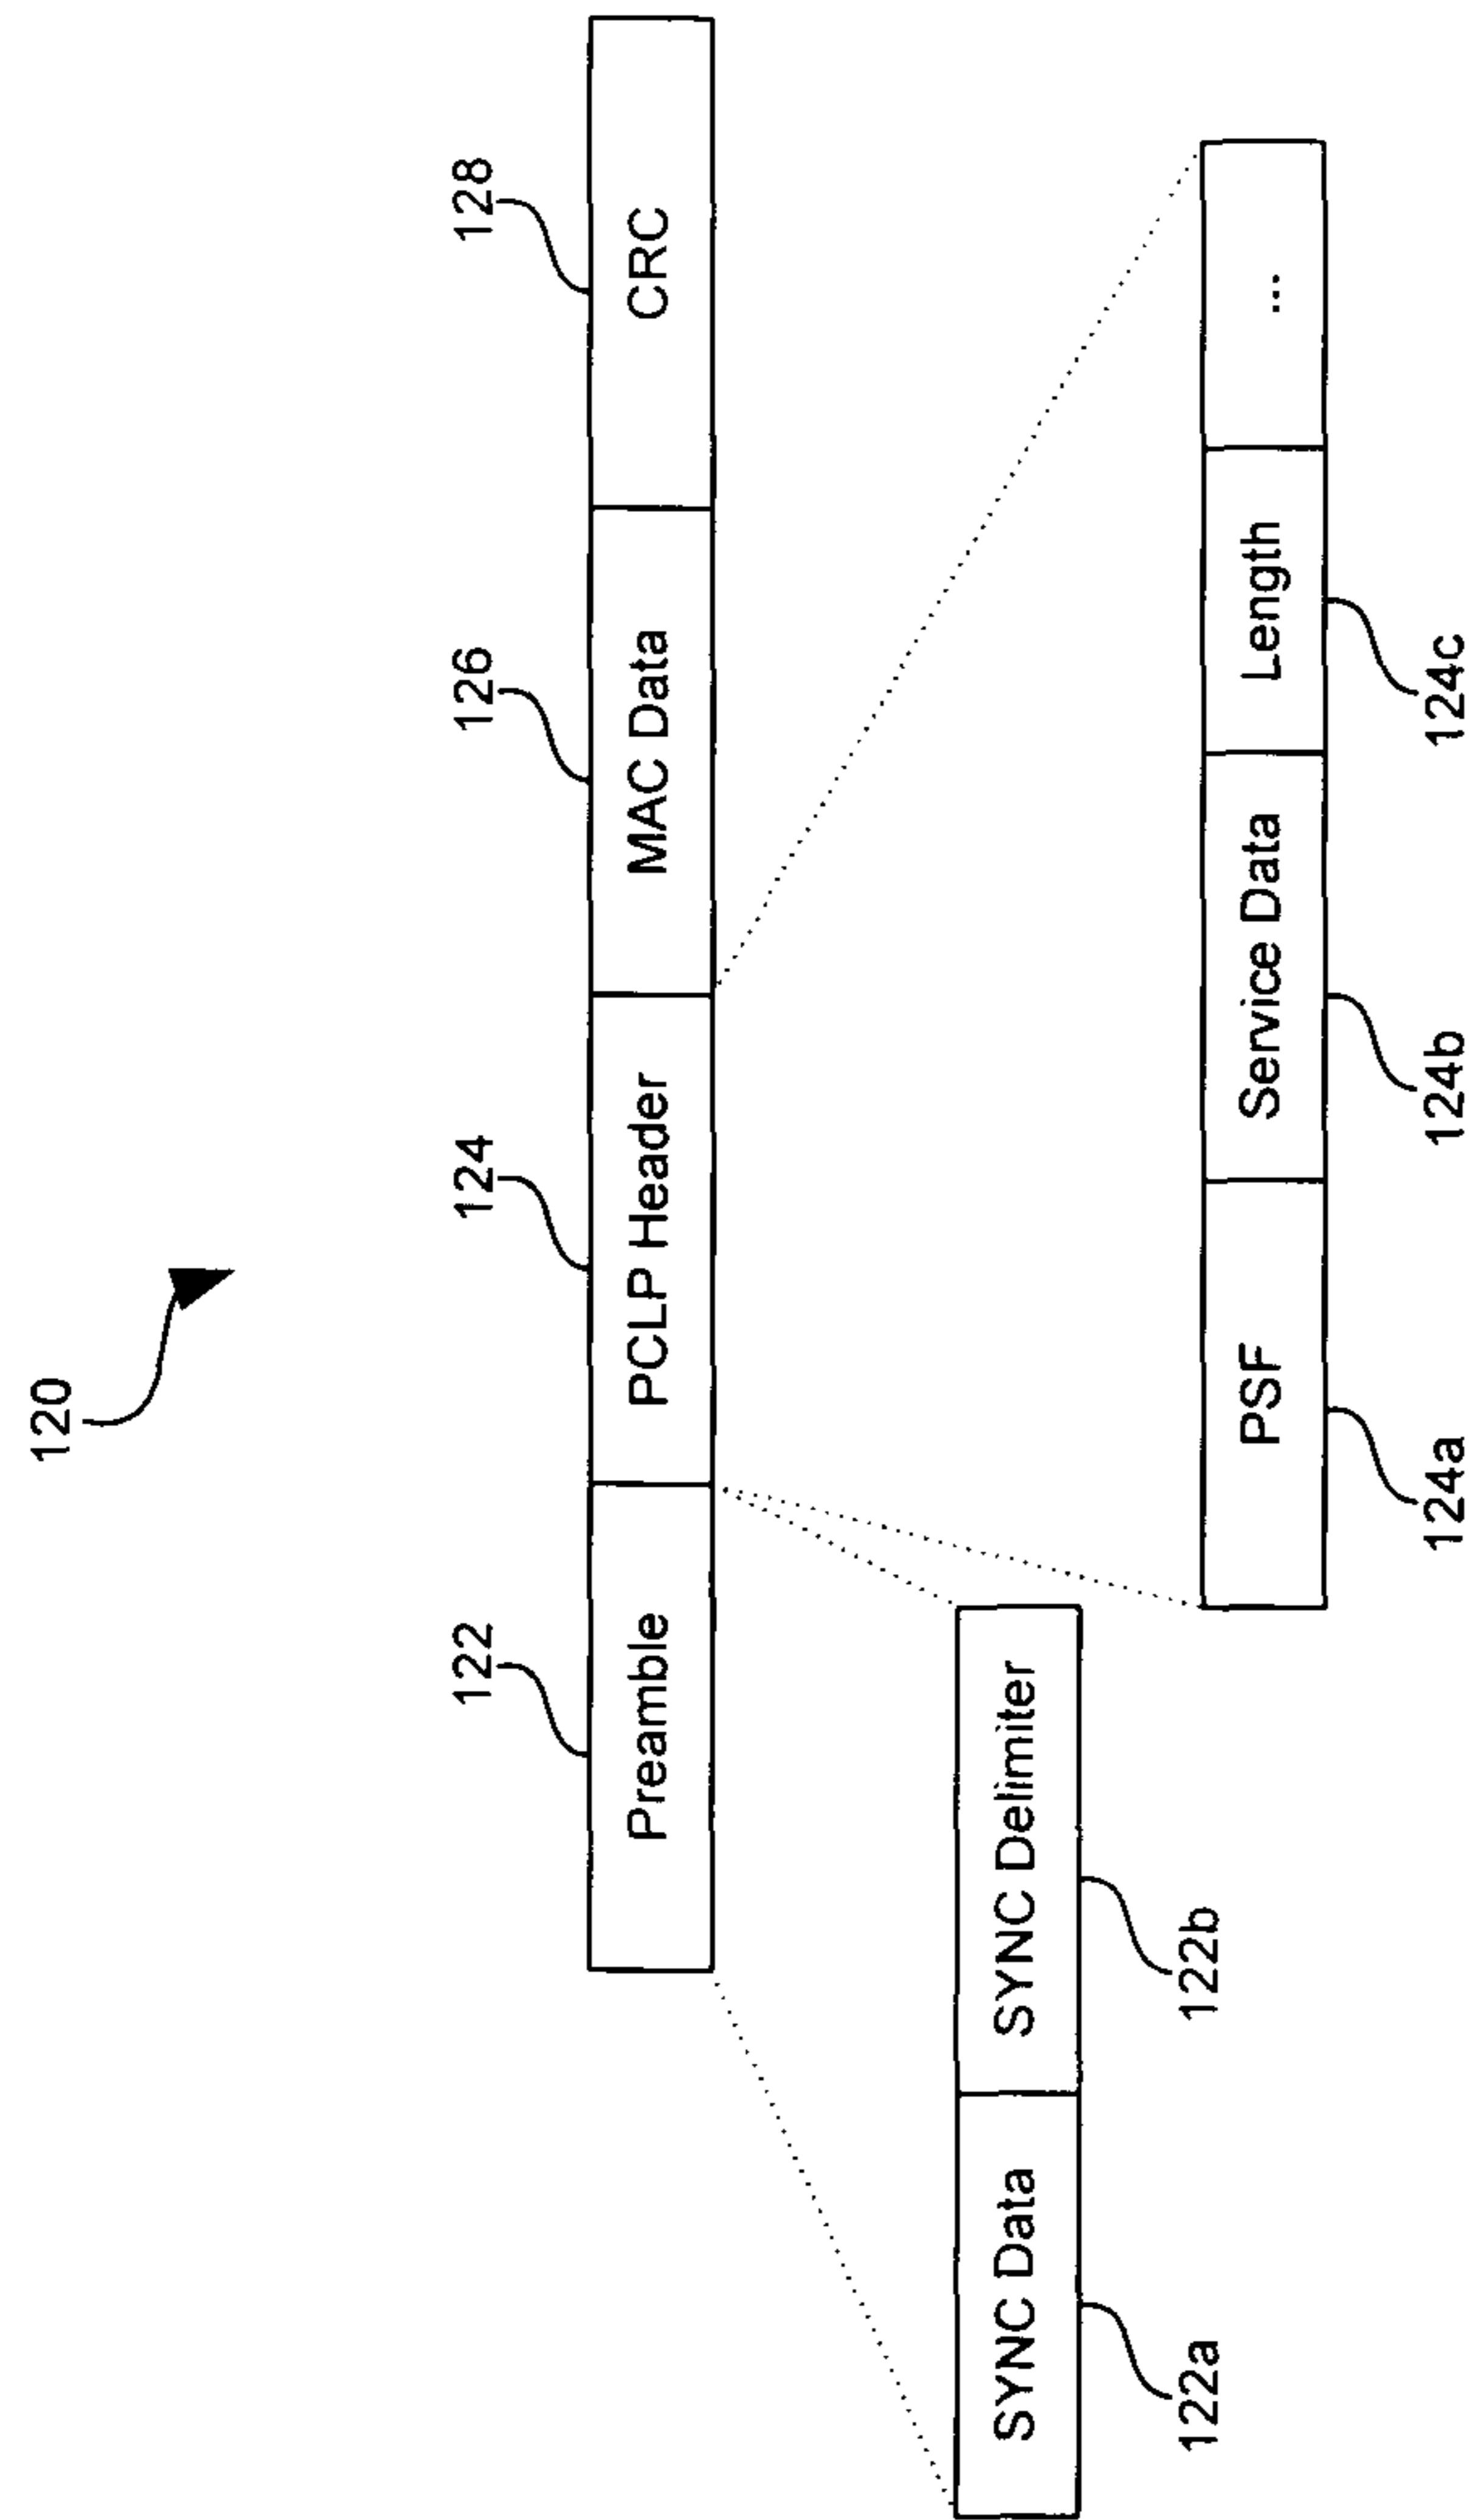 120
122
124
126
128
Preamble
PCLP Header
MAC Data
CRC
SYNC Data
SYNC Delimiter
122a
122b
PSF
Service Data
Length
...
124a
124b
124c